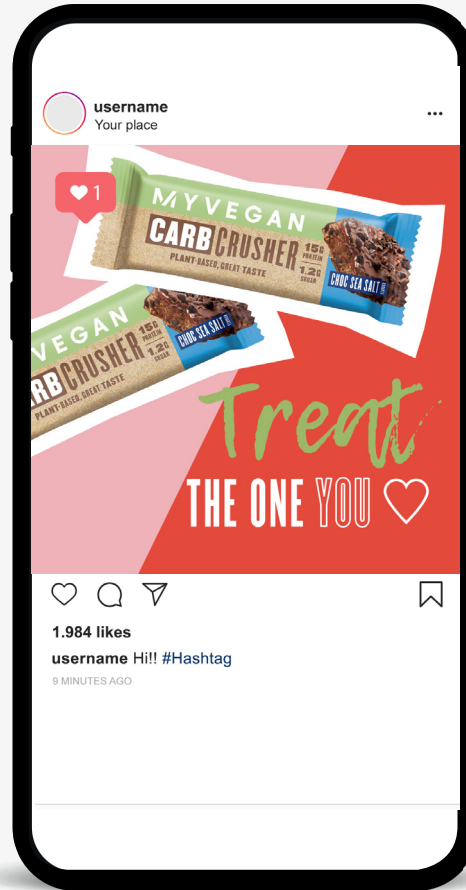 username
Your place
1
MYVEGAN
CARB CRUSHER
15g
PROTEIN
1.2g
SUGAR
PLANT-BASED, GREAT TASTE
CHOC SEA SALT
VEGAN
RB CRUSHER
15g
PROTEIN
1.2g
SUGAR
PLANT-BASED, GREAT TASTE
CHOC SEA SALT
Treat
THE ONE YOU
1.984 likes
username Hi!! #Hashtag
9 MINUTES AGO